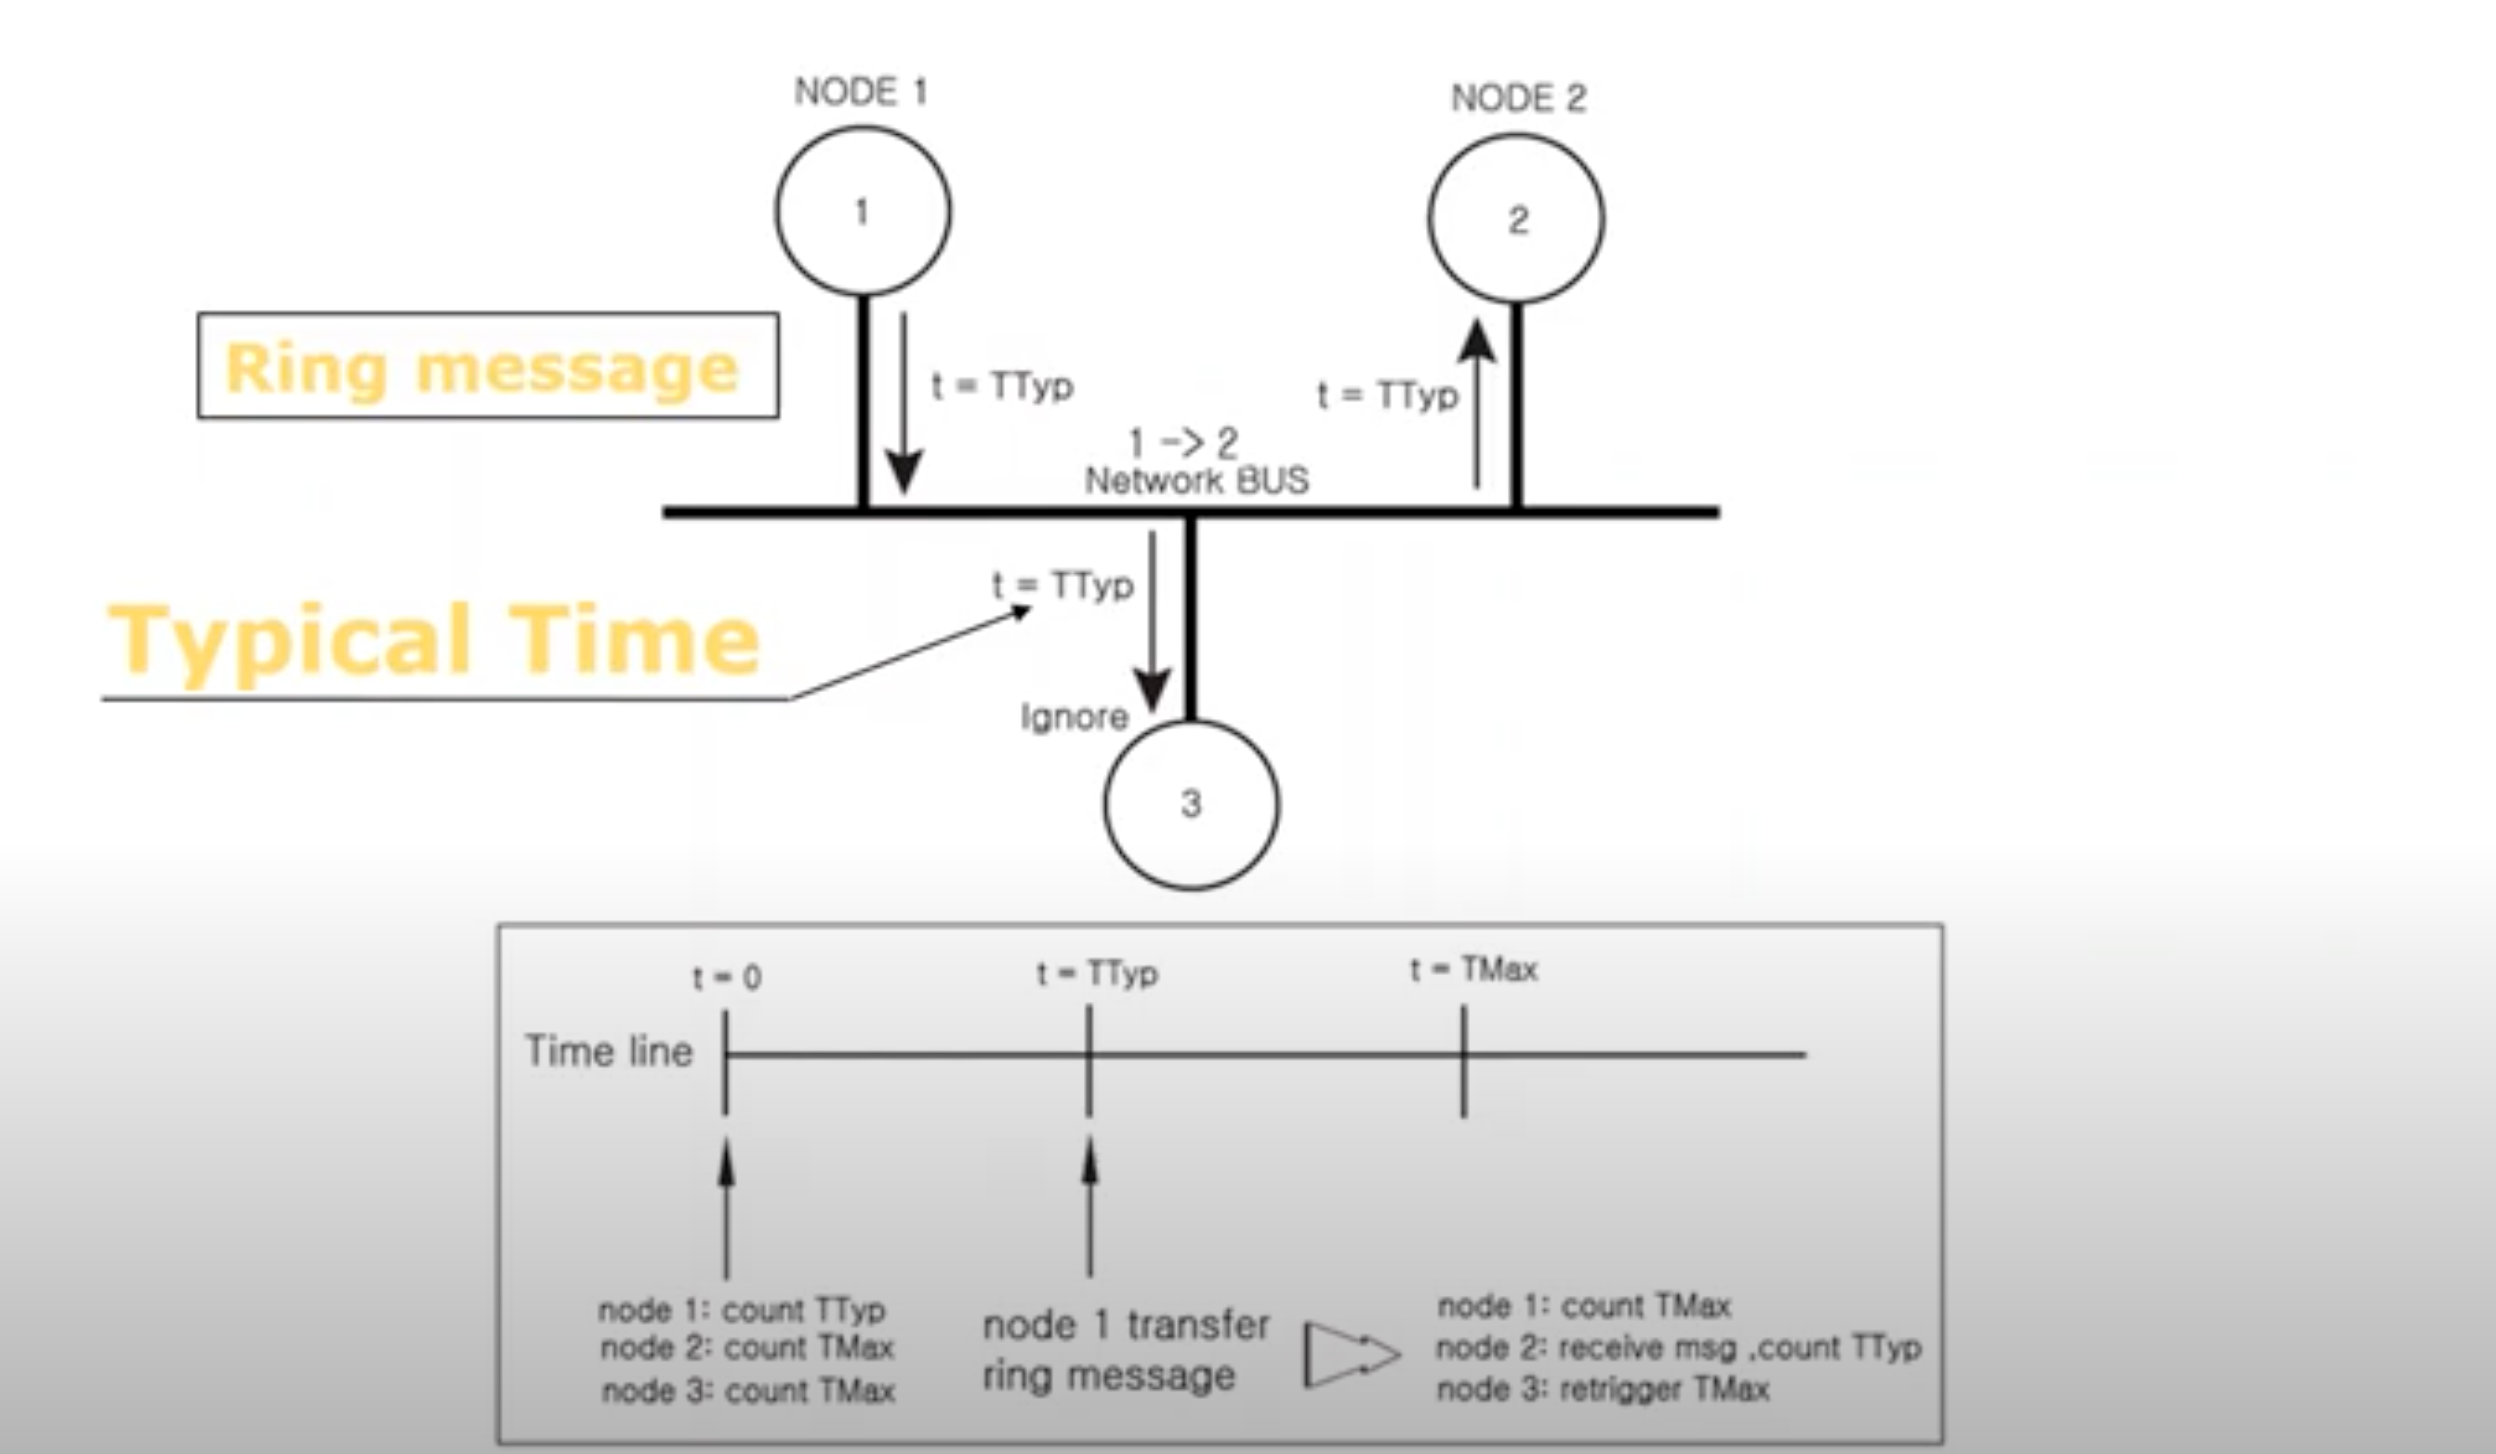 NODE 1
NODE 2
1
2
Ring message
t = TTyp
t = TTyp
1 -> 2
Network BUS
t = TTyp
Typical Time
Ignore
3
t = 0
t = TTyp
t = TMax
Time line
node 1: count TTyp
node 2: count TMax
node 3: count TMax
node 1 transfer
ring message
node 1: count TMax
node 2: receive msg ,count TTyp
node 3: retrigger TMax